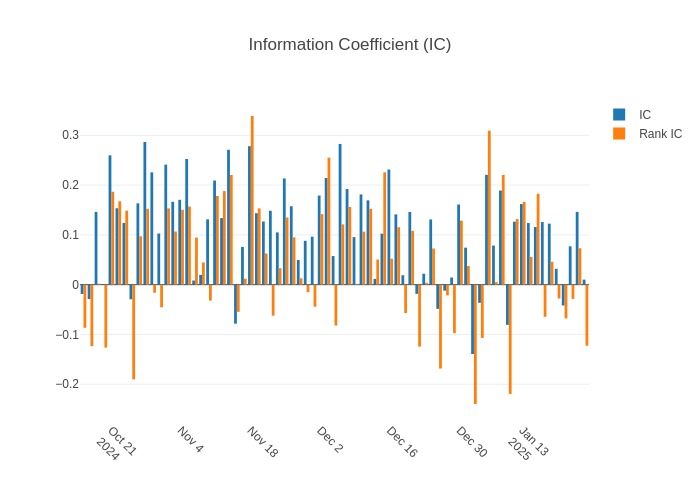 Information Coefficient (IC)
IC
Rank IC
0.3
0.2
0.1
0
−0.1
−0.2
Oct 21
2024
Nov 4
Nov 18
Dec 2
Dec 16
Dec 30
Jan 13
2025